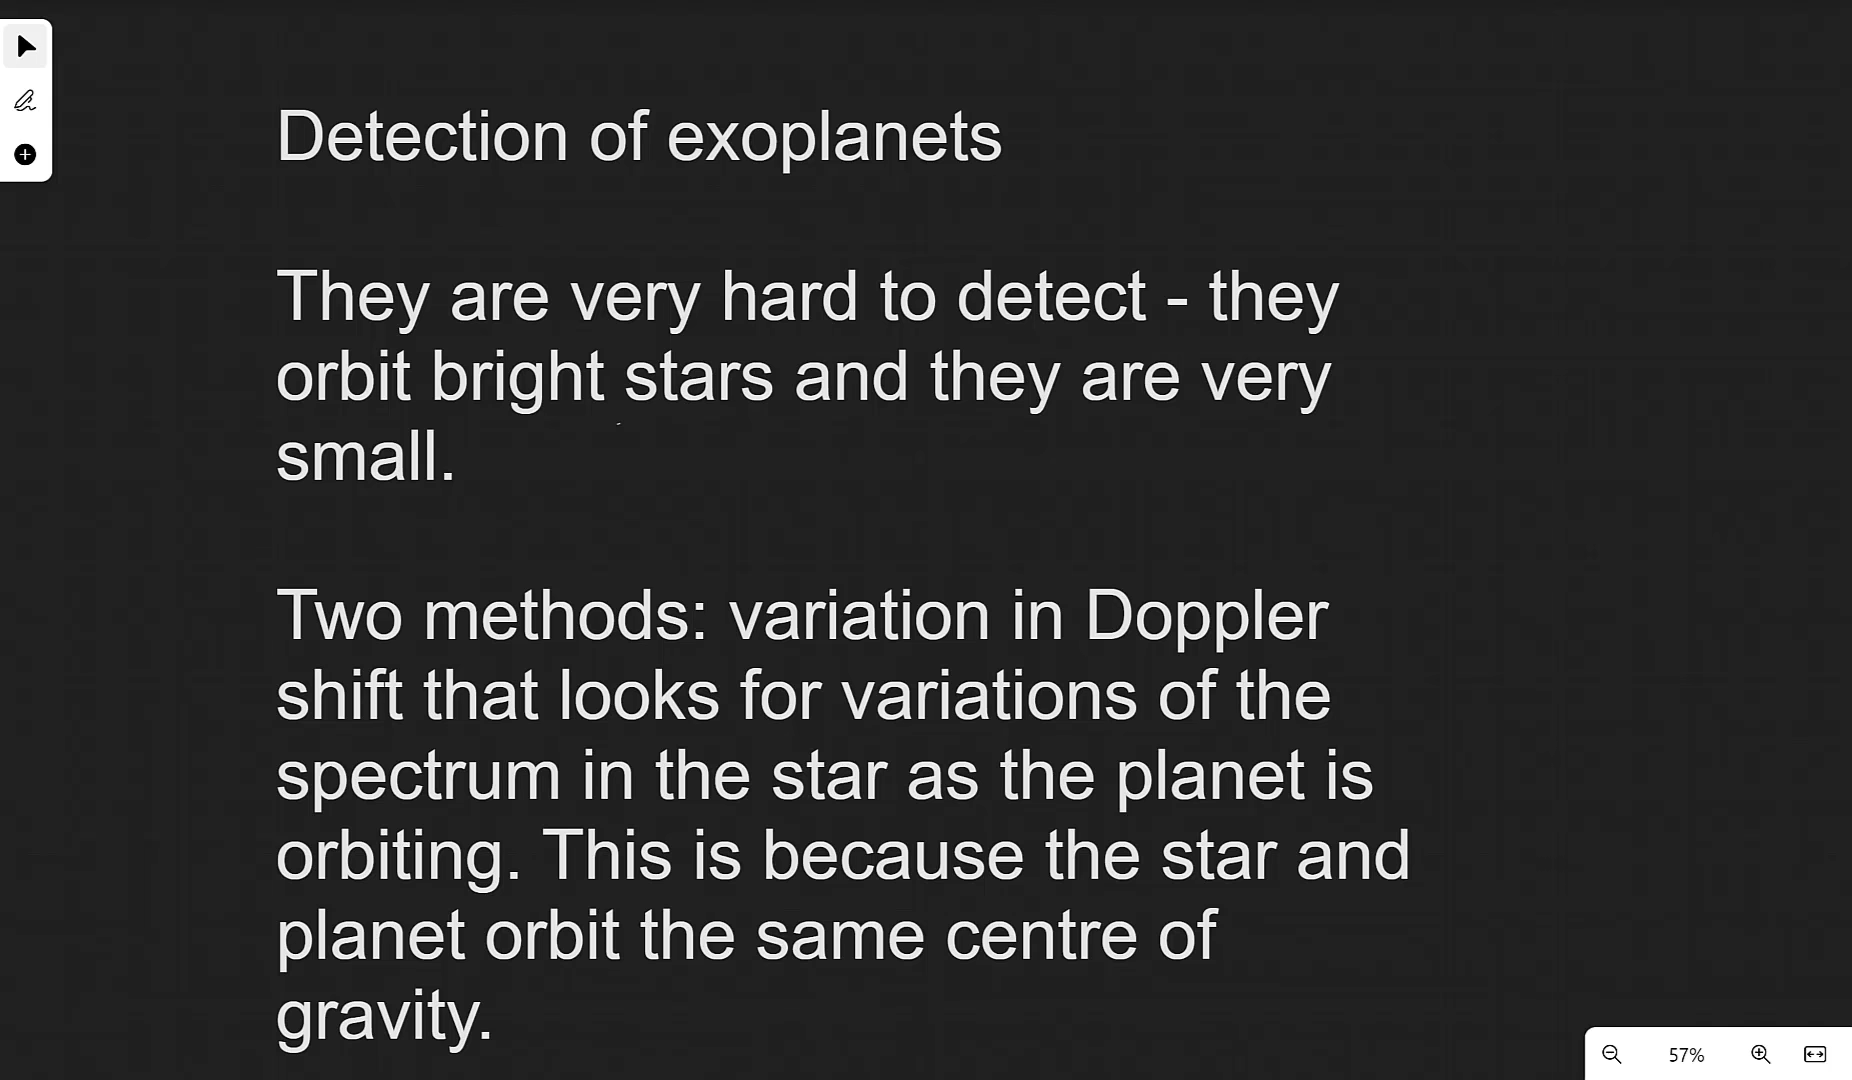 Detection of exoplanets
They are very hard to detect - they
orbit bright stars and they are very
small.
Two methods: variation in Doppler
shift that looks for variations of the
spectrum in the star as the planet is
orbiting. This is because the star and
planet orbit the same centre of
gravity.
57%